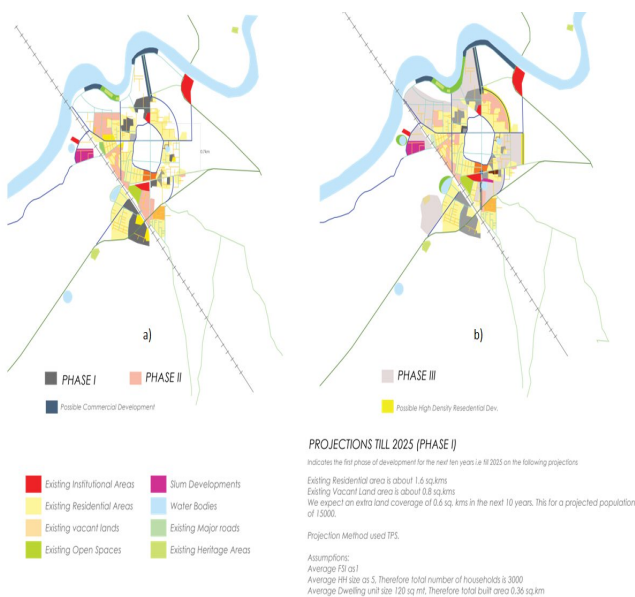 a)
b)
PHASE I
PHASE II
Possible Commercial Development
PHASE III
Possible High Density Resedential Dev.
PROJECTIONS TILL 2025 (PHASE I)
Indicates the first phase of development for the next ten years i.e till 2025 on the following projections
Existing Residential area is about 1.6 sq.kms
Existing Vacant Land area is about 0.8 sq.kms
We expect an extra land coverage of 0.6 sq. kms in the next 10 years. This for a projected population
of 15000.
Projection Method used TPS.
Assumptions:
Average FSI as1
Average HH size as 5, Therefore total number of households is 3000
Average Dwelling unit size 120 sq mt, Therefore total built area 0.36 sq.km
Existing Institutional Areas
Slum Developments
Existing Residential Areas
Water Bodies
Existing vacant lands
Existing Major roads
Existing Open Spaces
Existing Heritage Areas